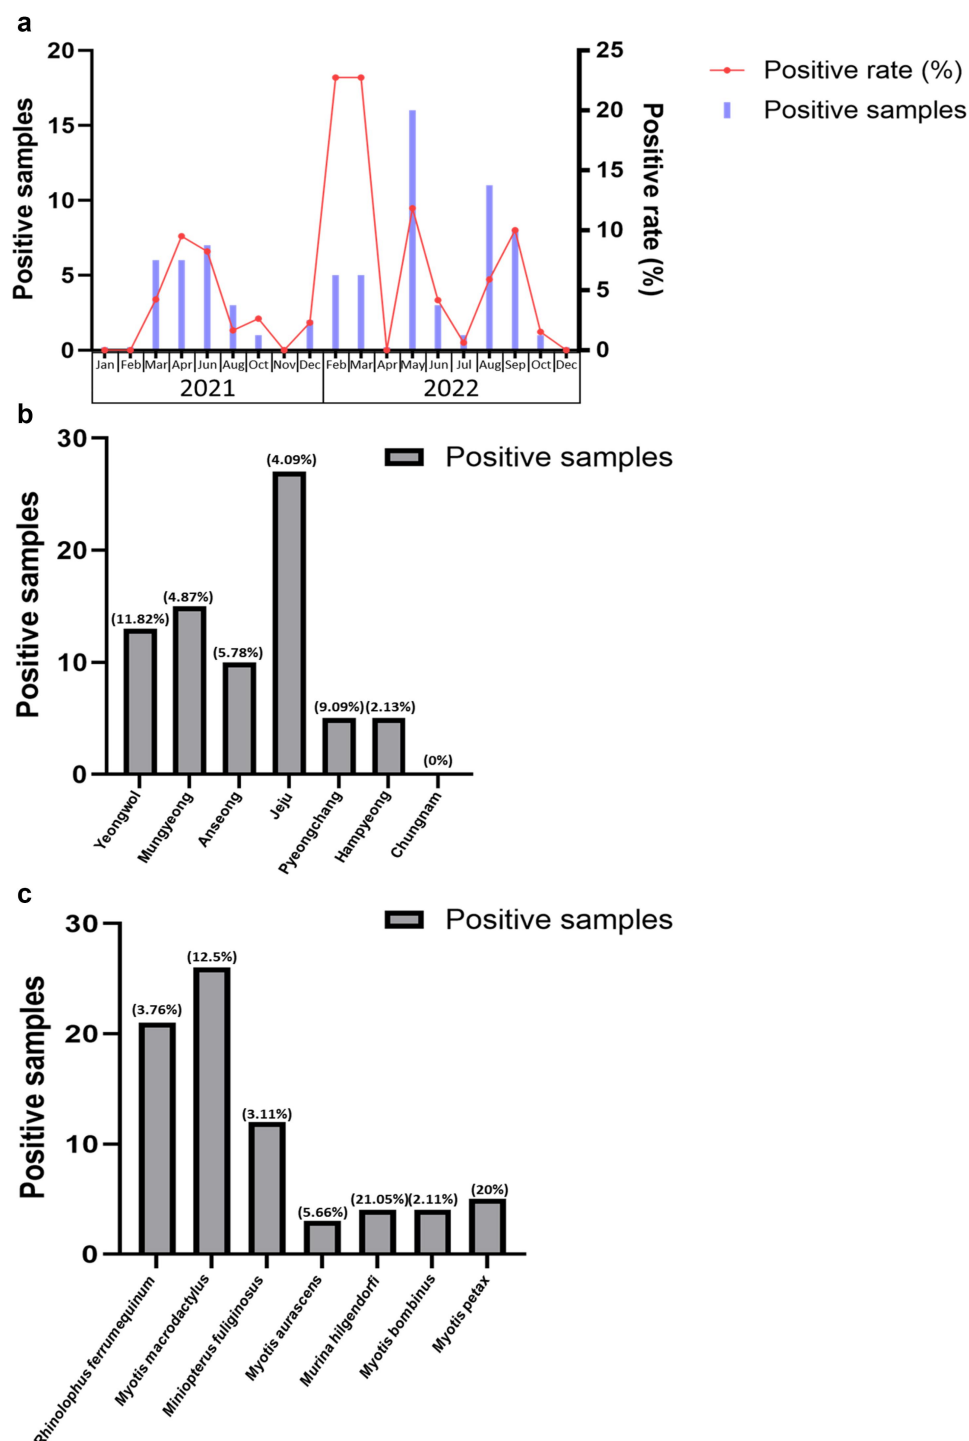 a
Positive samples
20
15
10
5
0
25
20
15
10
5
0
Positive rate (%)
Positive rate (%)
Positive samples
Jan Feb Mar Apr Jun Aug Oct Nov Dec Feb Mar Apr May Jun Jul Aug Sep Oct Dec
2021 2022
b
Positive samples
30
20
10
0
Positive samples
(11.82%)
(4.87%)
(5.78%)
(4.09%)
(9.09%)
(2.13%)
(0%)
Yeongwol
Mungyeong
Anseong
Jeju
Pyeongchang
Hampyeong
Chungnam
c
Positive samples
30
20
10
0
Positive samples
(3.76%)
(12.5%)
(3.11%)
(5.66%)
(21.05%)
(2.11%)
(20%)
Rhinolophus ferrumequinum
Myotis macrodactylus
Miniopterus fuliginosus
Myotis aurascens
Murina hilgendorfi
Myotis bombinus
Myotis petax